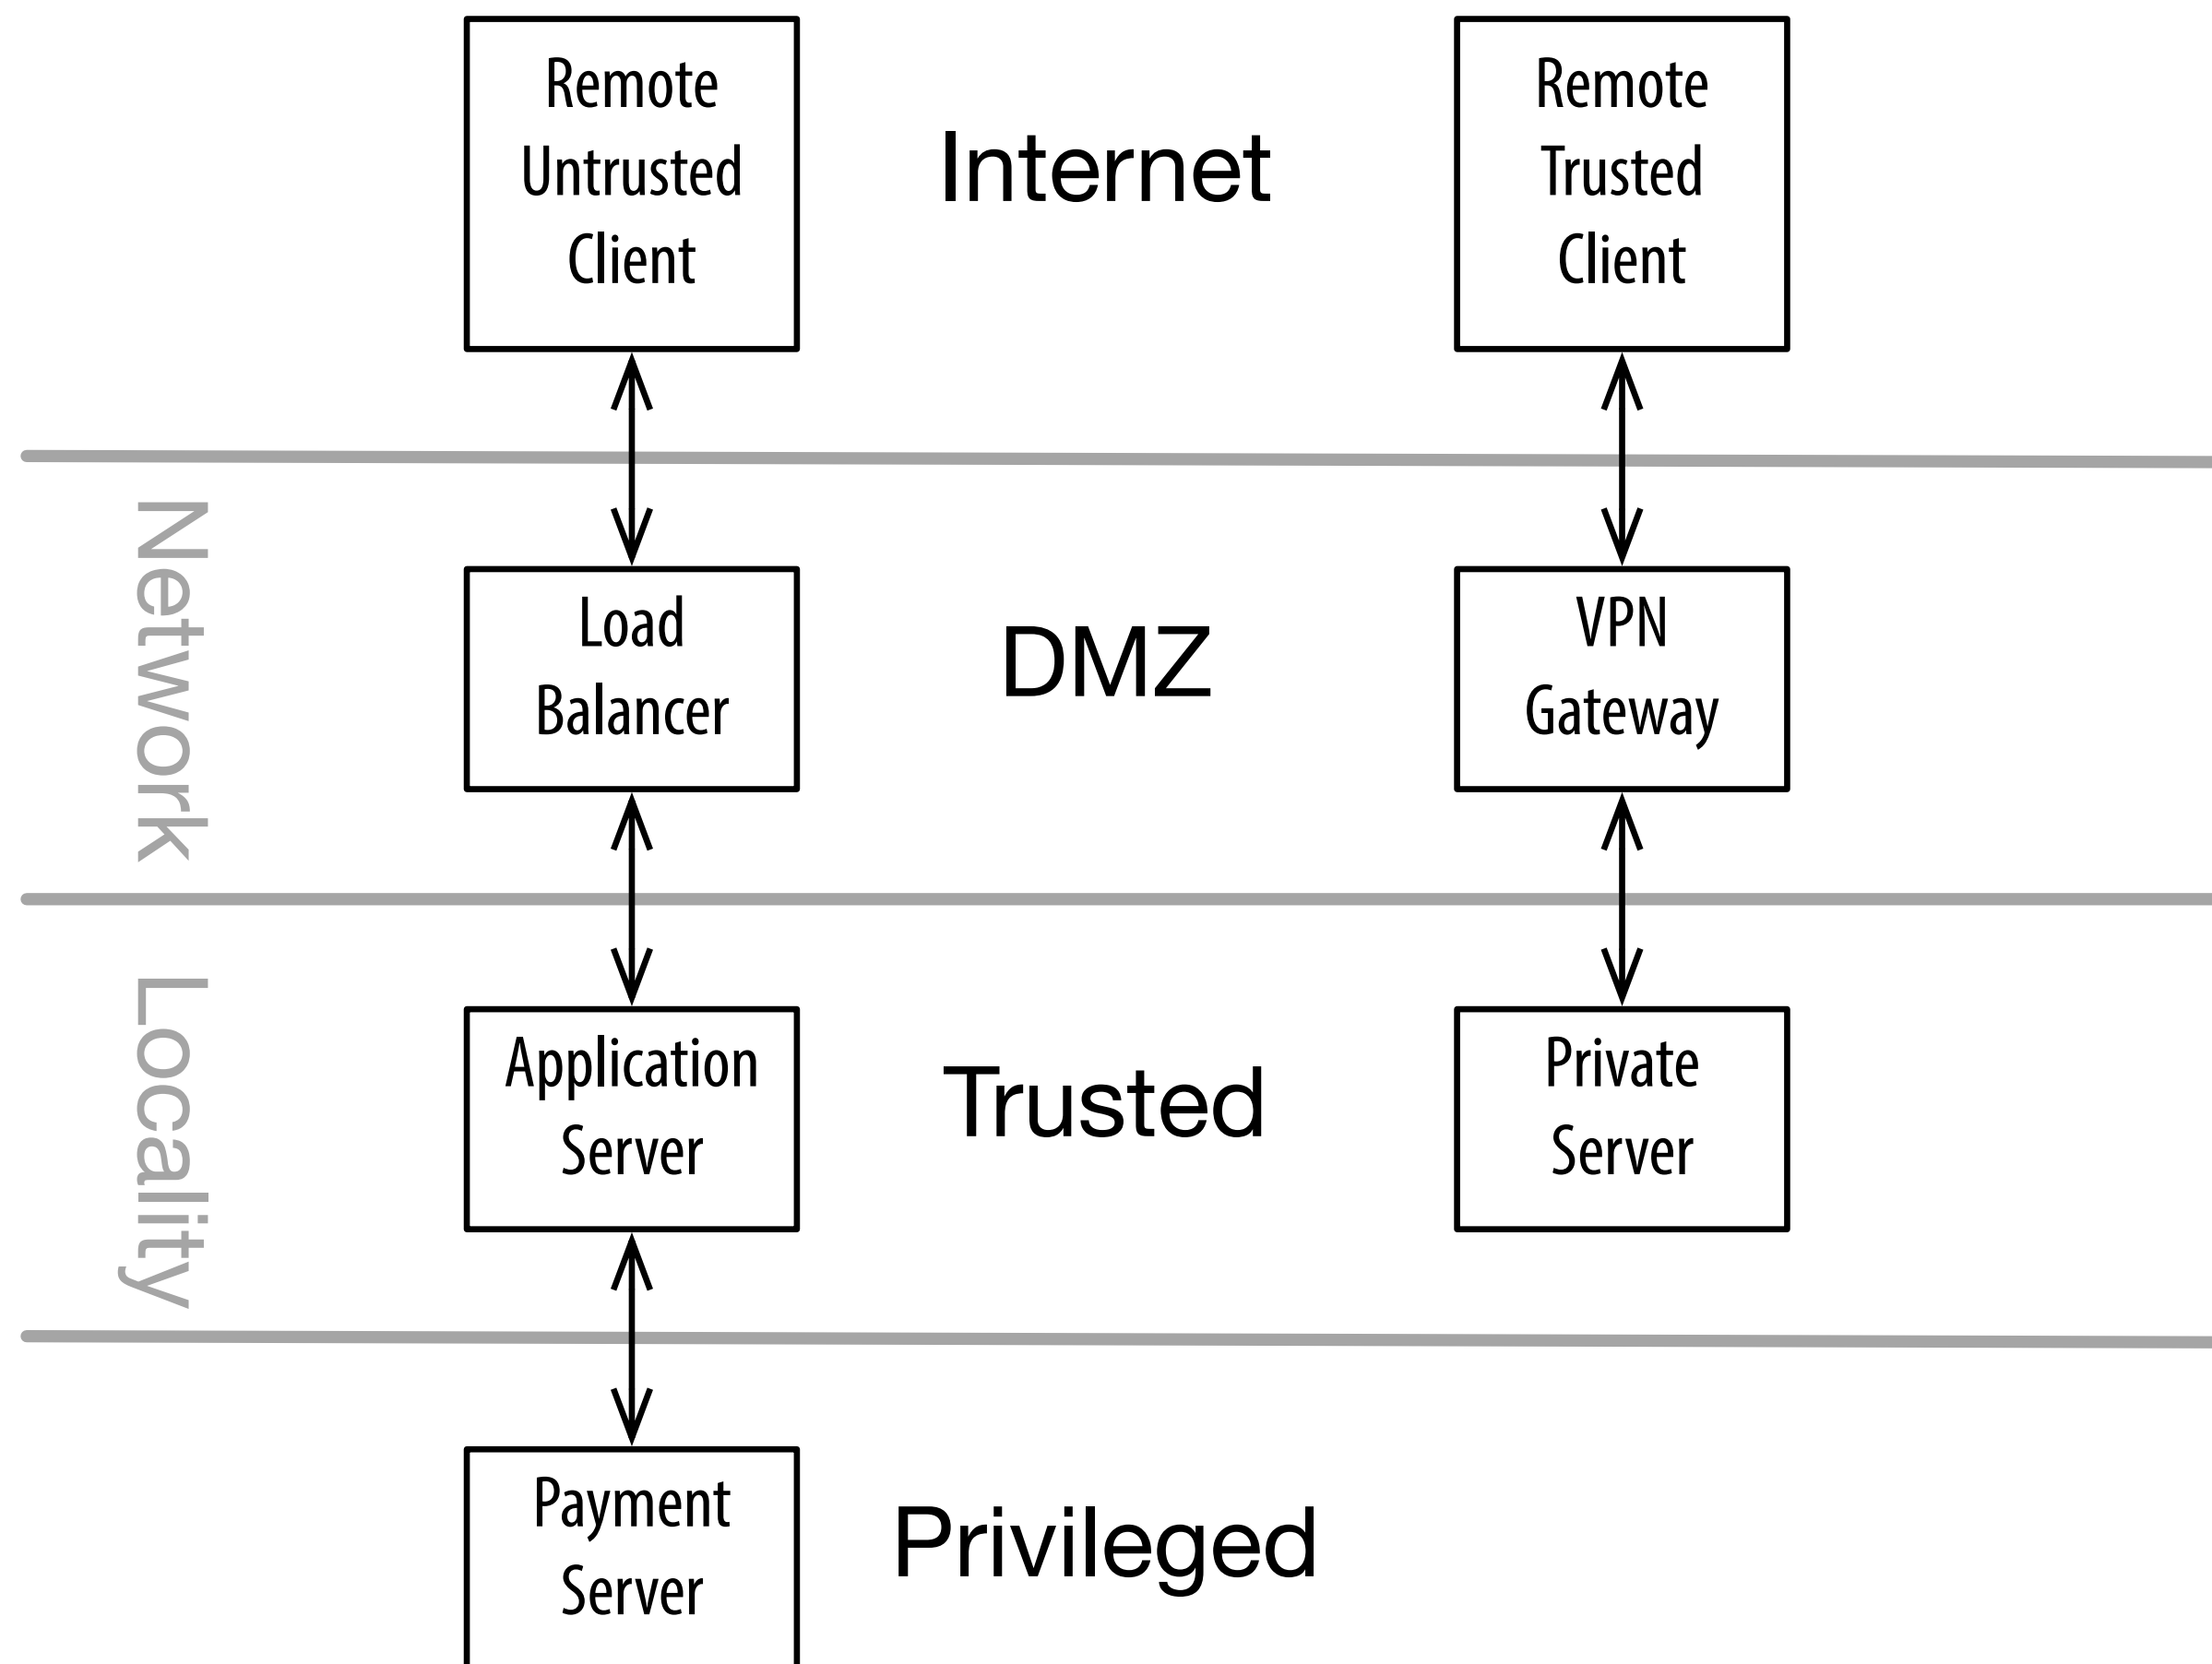 Remote
Untrusted
Client
Internet
Remote
Trusted
Client
Network
Load
Balancer
DMZ
VPN
Gateway
Locality
Application
Server
Trusted
Private
Server
Payment
Server
Privileged